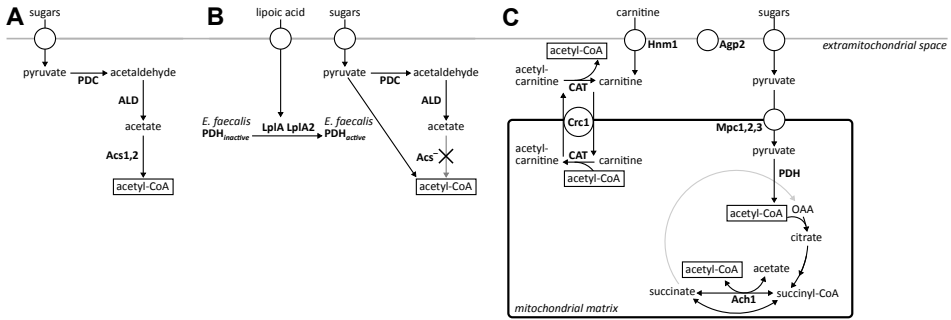 A
sugars
pyruvate
PDC
acetaldehyde
ALD
acetate
Acs1,2
acetyl-CoA
B
lipoic acid
sugars
pyruvate
PDC
acetaldehyde
ALD
E. faecalis
PDHinactive
LplA LplA2
E. faecalis
PDHactive
acetate
Acs–
acetyl-CoA
C
carnitine
sugars
Hnm1
Agp2
extramitochondrial space
acetyl-CoA
acetyl-
carnitine
CAT
carnitine
pyruvate
Crc1
Mpc1,2,3
acetyl-
carnitine
CAT
carnitine
acetyl-CoA
pyruvate
PDH
acetyl-CoA
OAA
citrate
acetyl-CoA
acetate
succinate
Ach1
succinyl-CoA
mitochondrial matrix